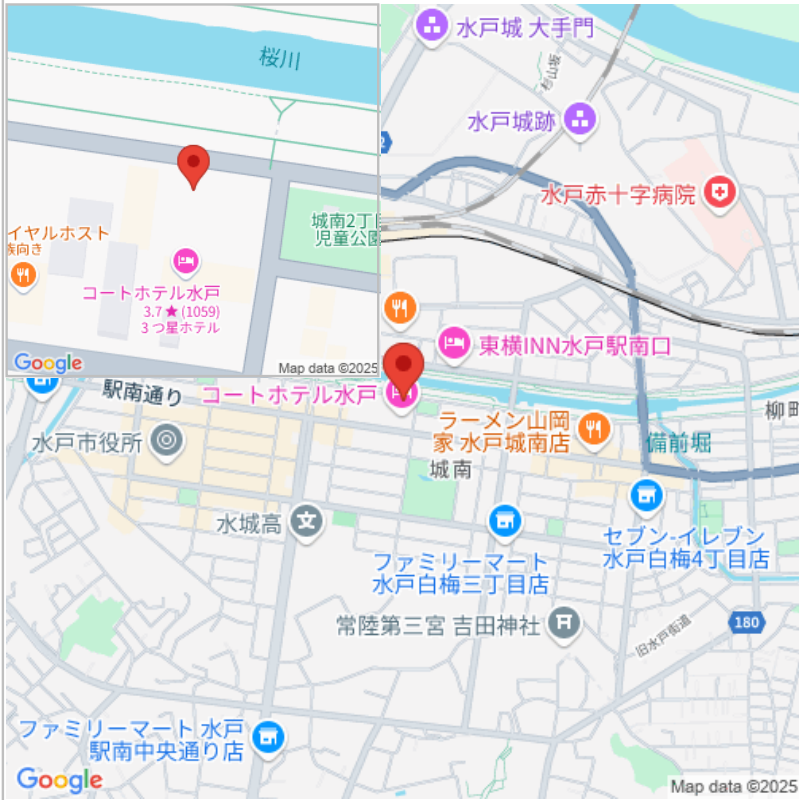 桜川
城南2丁目
児童公園
イヤルホスト
族向き
コートホテル水戸
3.7 ★ (1059)
3 つ星ホテル
Google
Map data ©2025
水戸城 大手門
杉山坂
水戸城跡
水戸赤十字病院
東横INN水戸駅南口
コートホテル水戸
駅南通り
柳町
ラーメン山岡
家 水戸城南店
水戸市役所
備前堀
城南
水城高
セブン-イレブン
水戸白梅4丁目店
ファミリーマート
水戸白梅三丁目店
常陸第三宮 吉田神社
180
旧水戸街道
ファミリーマート 水戸
駅南中央通り店
Google
Map data ©2025